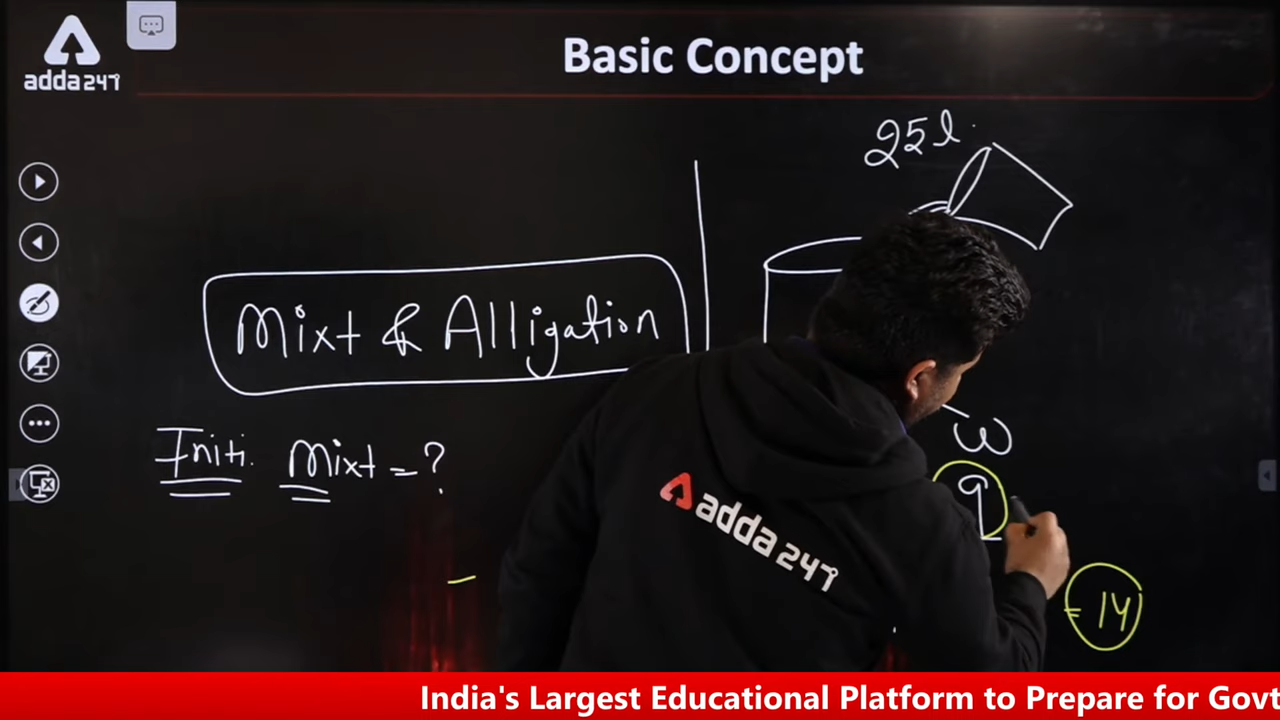 adda247
Basic Concept
25l.
Mixt & Alligation
Initi. Mixt = ?
w
9
adda247
= 14
India's Largest Educational Platform to Prepare for Govt